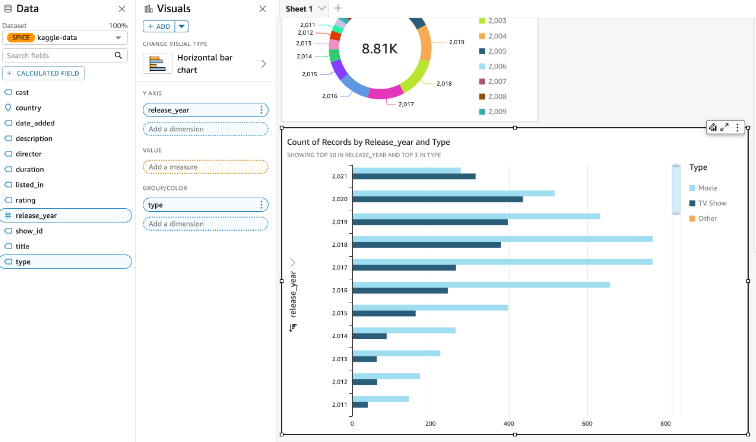 Data
Dataset 100%
SPICE kaggle-data
Search fields
+ CALCULATED FIELD
cast
country
date_added
description
director
duration
listed_in
rating
release_year
show_id
title
type
Visuals
+ ADD
CHANGE VISUAL TYPE
Horizontal bar
chart
Y AXIS
release_year
Add a dimension
VALUE
Add a measure
GROUP/COLOR
type
Add a dimension
Sheet 1
2,011
2,012
2,013
2,014
2,015
2,016
2,017
2,018
2,019
8.81K
2,003
2,004
2,005
2,006
2,007
2,008
2,009
Count of Records by Release_year and Type
SHOWING TOP 50 IN RELEASE_YEAR AND TOP 3 IN TYPE
release_year
2,021
2,020
2,019
2,018
2,017
2,016
2,015
2,014
2,013
2,012
2,011
0 200 400 600 800
Type
Movie
TV Show
Other